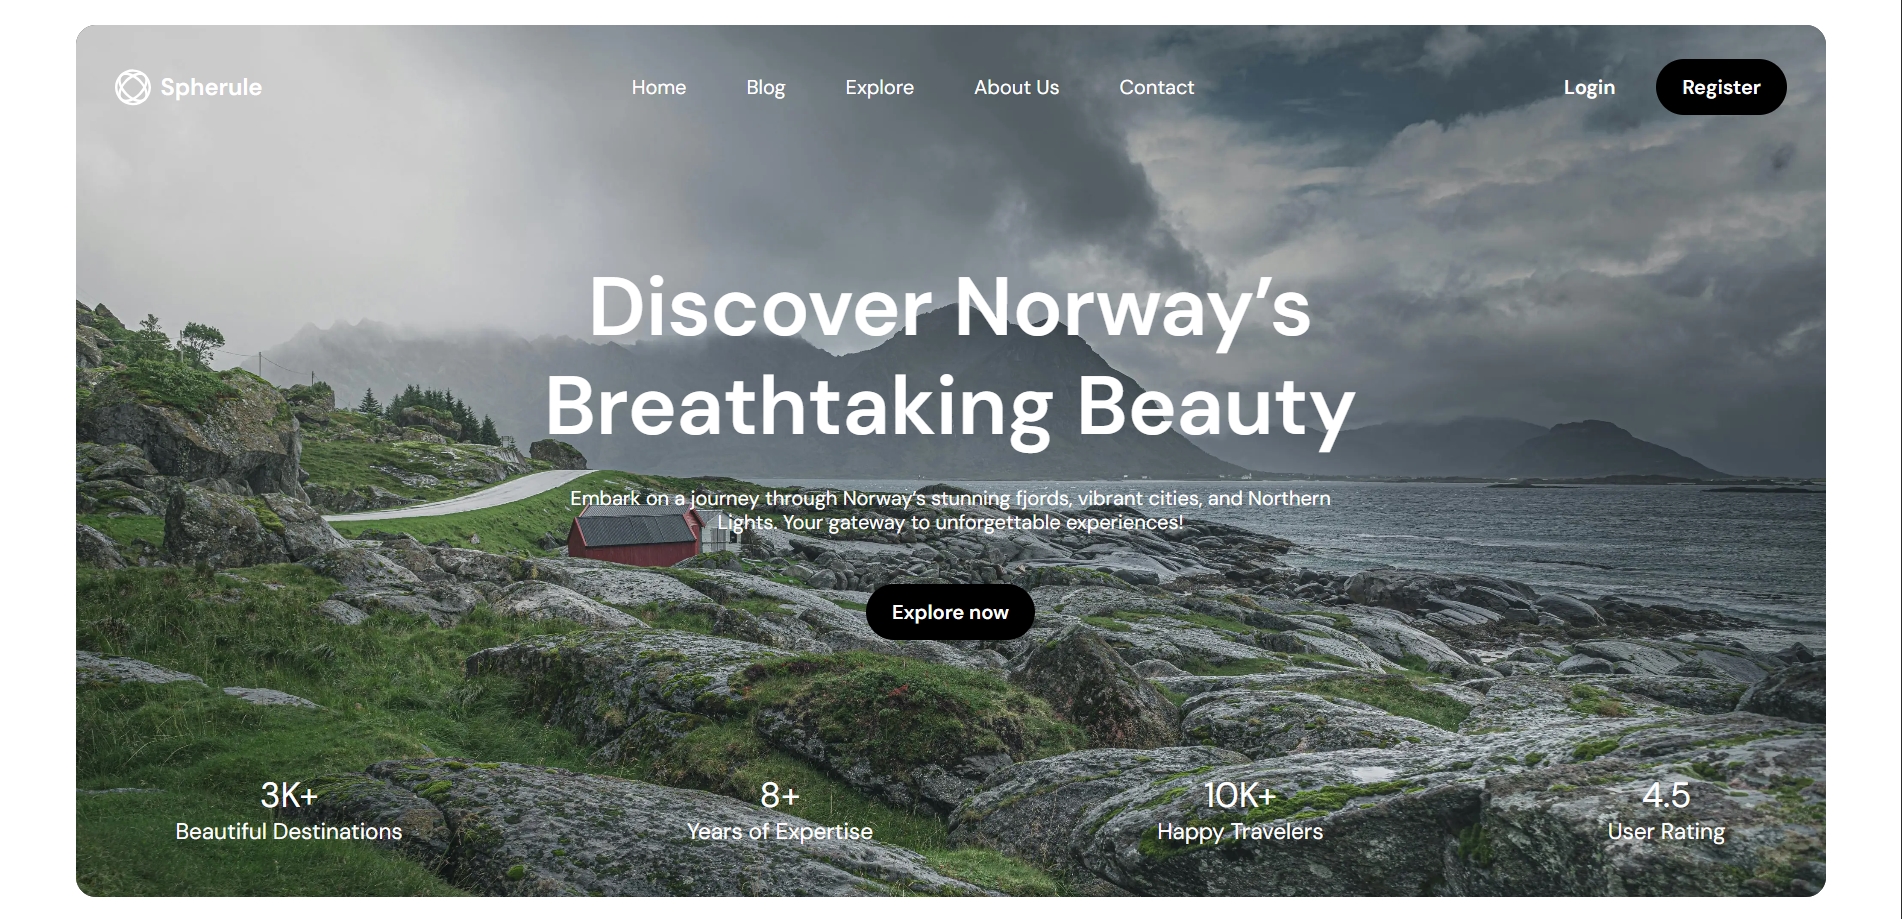 Spherule
Home
Blog
Explore
About Us
Contact
Login
Register
Discover Norway’s
Breathtaking Beauty
Embark on a journey through Norway’s stunning fjords, vibrant cities, and Northern
Lights. Your gateway to unforgettable experiences!
Explore now
3K+
Beautiful Destinations
8+
Years of Expertise
10K+
Happy Travelers
4.5
User Rating